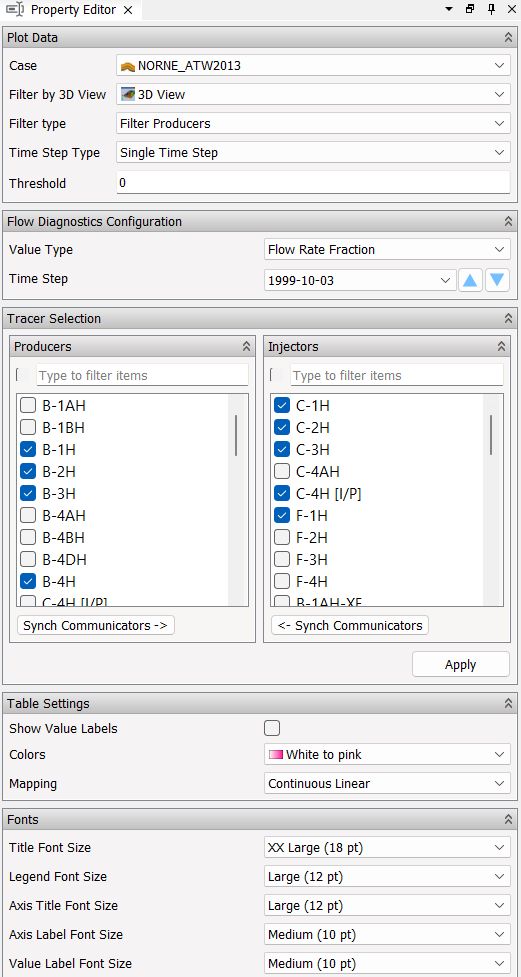 Property Editor
Plot Data
Case NORNE_ATW2013
Filter by 3D View 3D View
Filter type Filter Producers
Time Step Type Single Time Step
Threshold 0
Flow Diagnostics Configuration
Value Type Flow Rate Fraction
Time Step 1999-10-03
Tracer Selection
Producers
Type to filter items
B-1AH
B-1BH
B-1H
B-2H
B-3H
B-4AH
B-4BH
B-4DH
B-4H
C-4H [I/P]
Synch Communicators ->
Injectors
Type to filter items
C-1H
C-2H
C-3H
C-4AH
C-4H [I/P]
F-1H
F-2H
F-3H
F-4H
B-1AH-XF
<- Synch Communicators
Apply
Table Settings
Show Value Labels
Colors White to pink
Mapping Continuous Linear
Fonts
Title Font Size XX Large (18 pt)
Legend Font Size Large (12 pt)
Axis Title Font Size Large (12 pt)
Axis Label Font Size Medium (10 pt)
Value Label Font Size Medium (10 pt)